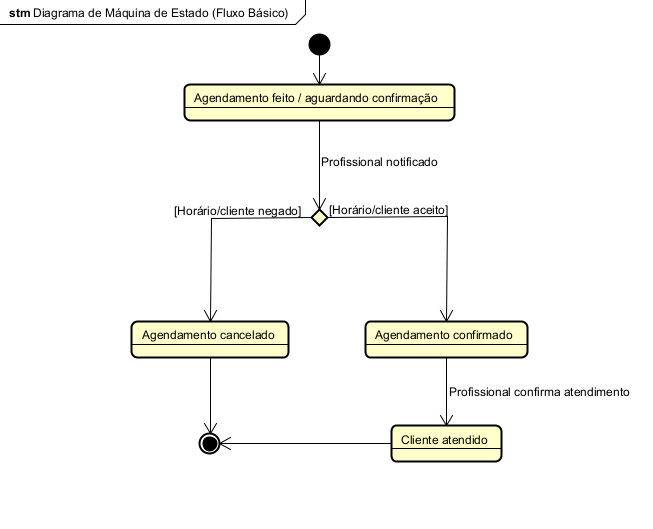 stm Diagrama de Máquina de Estado (Fluxo Básico)
Agendamento feito / aguardando confirmação
Profissional notificado
[Horário/cliente negado]
[Horário/cliente aceito]
Agendamento cancelado
Agendamento confirmado
Profissional confirma atendimento
Cliente atendido